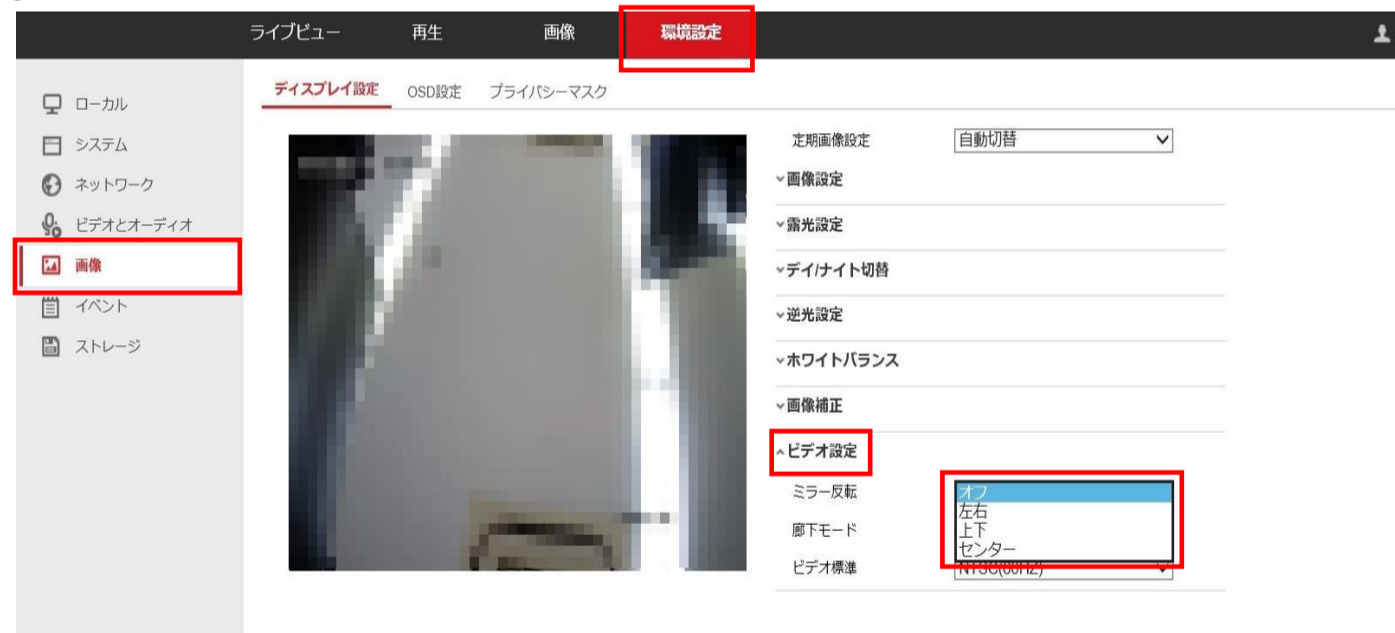 ライブビュー 再生 画像 環境設定
ディスプレイ設定 OSD設定 プライバシーマスク
ローカル
システム
ネットワーク
ビデオとオーディオ
画像
イベント
ストレージ
定期画像設定 自動切替
画像設定
露光設定
デイ/ナイト切替
逆光設定
ホワイトバランス
画像補正
ビデオ設定
ミラー反転 オフ
左右
廊下モード 上下
センター
ビデオ標準